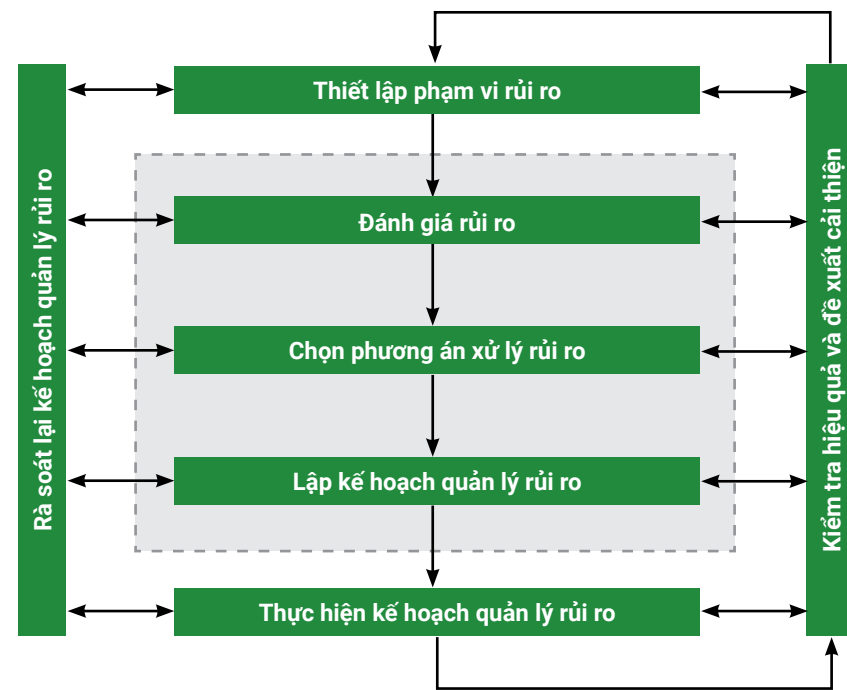 Thiết lập phạm vi rủi ro
Đánh giá rủi ro
Chọn phương án xử lý rủi ro
Lập kế hoạch quản lý rủi ro
Thực hiện kế hoạch quản lý rủi ro
Rà soát lại kế hoạch quản lý rủi ro
Kiểm tra hiệu quả và đề xuất cải thiện